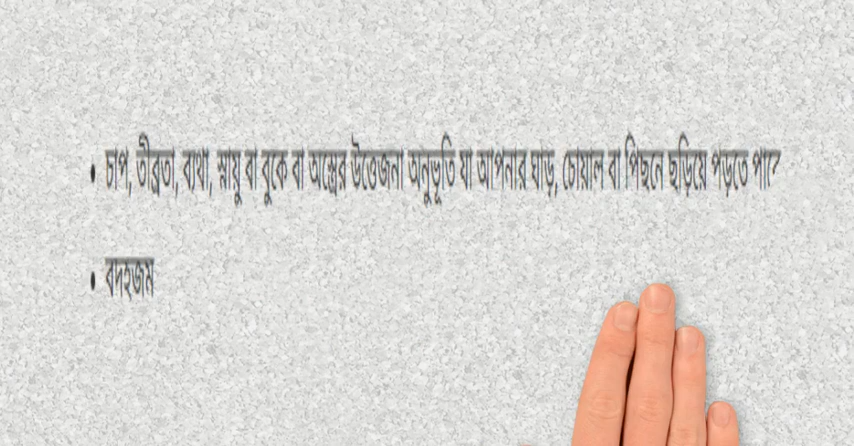 • চাপ, তীব্রতা, ব্যথা, স্নায়ু বা বুকে বা অস্ত্রের উত্তেজনা অনুভূতি যা আপনার ঘাড়, চোয়াল বা পিছনে ছড়িয়ে পড়তে পারে
• বদহজম